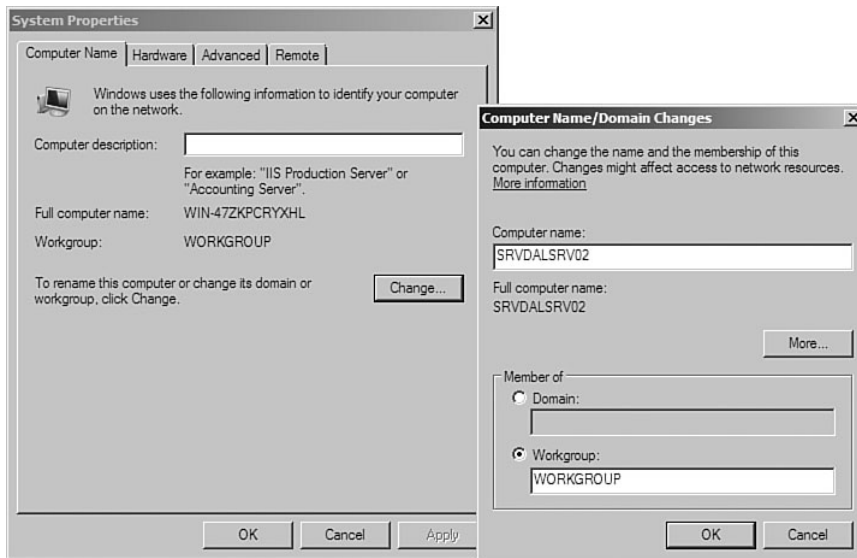 System Properties
Computer Name Hardware Advanced Remote
Windows uses the following information to identify your computer
on the network.
Computer description:
For example: "IIS Production Server" or
"Accounting Server".
Full computer name: WIN-47ZKPCRYXHL
Workgroup: WORKGROUP
To rename this computer or change its domain or
workgroup, click Change.
Change...
OK Cancel Apply
Computer Name/Domain Changes
You can change the name and the membership of this
computer. Changes might affect access to network resources.
More information
Computer name:
SRVDALSRV02
Full computer name:
SRVDALSRV02
More...
Member of
Domain:
Workgroup:
WORKGROUP
OK Cancel